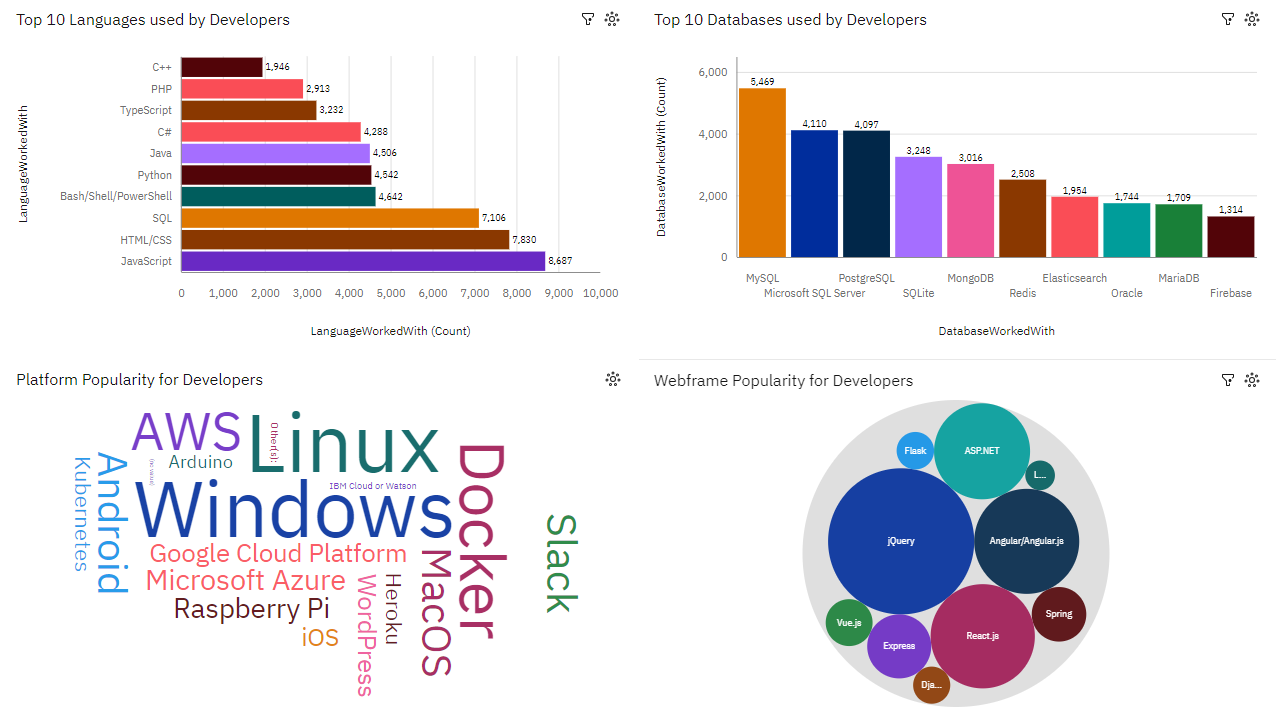 Top 10 Languages used by Developers
LanguageWorkedWith
C++ 1,946
PHP 2,913
TypeScript 3,232
C# 4,288
Java 4,506
Python 4,542
Bash/Shell/PowerShell 4,642
SQL 7,106
HTML/CSS 7,830
JavaScript 8,687
0 1,000 2,000 3,000 4,000 5,000 6,000 7,000 8,000 9,000 10,000
LanguageWorkedWith (Count)
Top 10 Databases used by Developers
DatabaseWorkedWith (Count)
6,000
4,000
2,000
0
5,469 4,110 4,097 3,248 3,016 2,508 1,954 1,744 1,709 1,314
MySQL PostgreSQL MongoDB Elasticsearch MariaDB
Microsoft SQL Server SQLite Redis Oracle Firebase
DatabaseWorkedWith
Platform Popularity for Developers
AWS
Linux
Other(s):
Arduino
Docker
Android
Kubernetes
Windows
IBM Cloud or Watson
Google Cloud Platform
Microsoft Azure
Raspberry Pi
iOS
WordPress
Heroku
MacOS
Slack
Webframe Popularity for Developers
Flask
ASP.NET
L...
jQuery
Angular/Angular.js
Vue.js
Express
React.js
Spring
Dja...